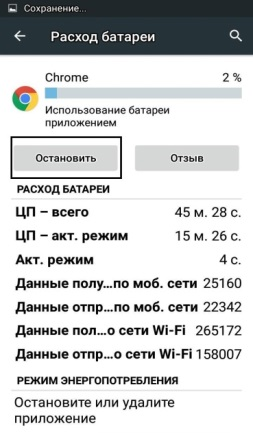 Сохранение...
Расход батареи
Chrome 2 %
Использование батареи
приложением
Остановить Отзыв
РАСХОД БАТАРЕИ
ЦП – всего 45 м. 28 с.
ЦП – акт. режим 15 м. 26 с.
Акт. режим 4 с.
Данные полу...по моб. сети 25160
Данные отпр...по моб. сети 22342
Данные пол...о сети Wi-Fi 265172
Данные отпр...о сети Wi-Fi 158007
РЕЖИМ ЭНЕРГОПОТРЕБЛЕНИЯ
Остановите или удалите
приложение